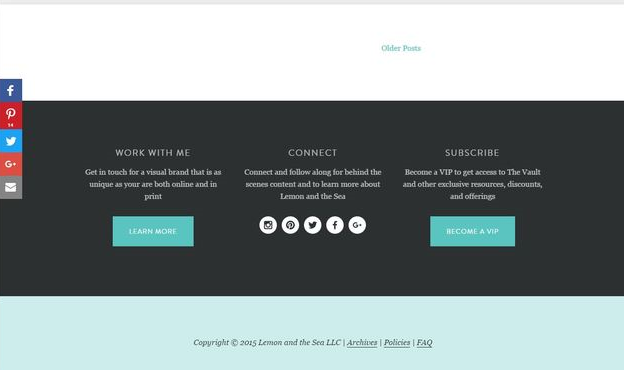 Older Posts
14
WORK WITH ME
Get in touch for a visual brand that is as
unique as your are both online and in
print
LEARN MORE
CONNECT
Connect and follow along for behind the
scenes content and to learn more about
Lemon and the Sea
SUBSCRIBE
Become a VIP to get access to The Vault
and other exclusive resources, discounts,
and offerings
BECOME A VIP
Copyright © 2015 Lemon and the Sea LLC | Archives | Policies | FAQ